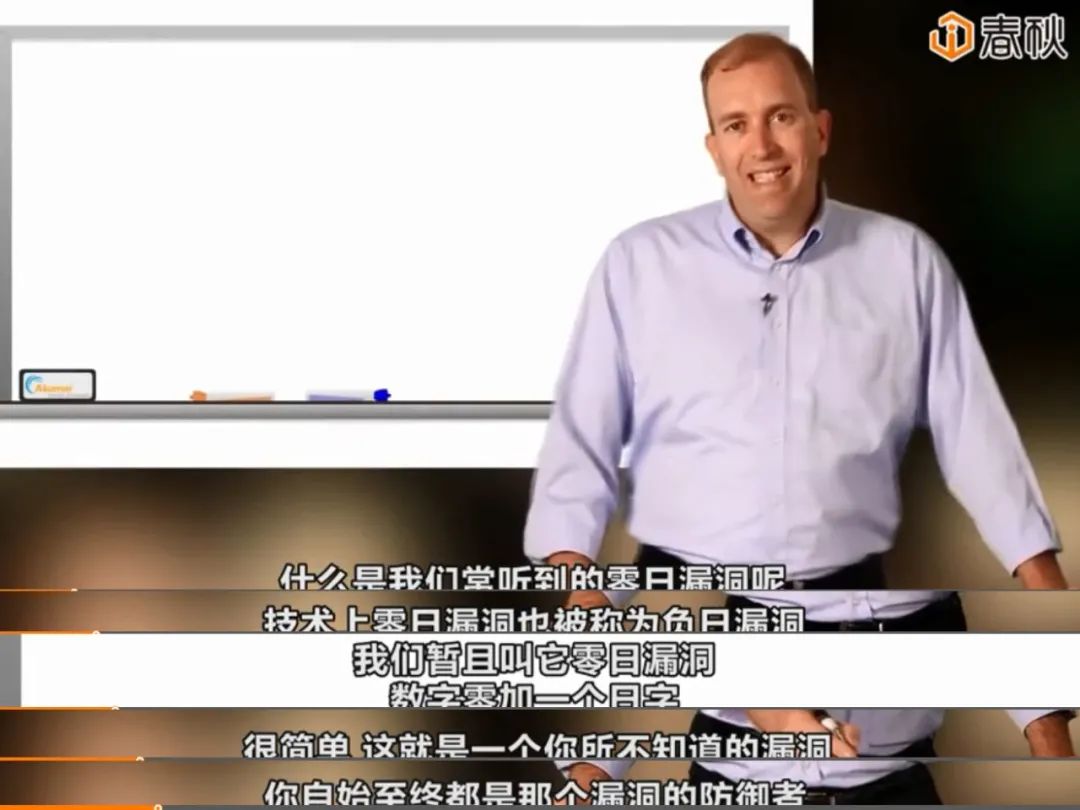 春秋
Akamai
什么是我们常听到的零日漏洞呢
技术上零日漏洞也被称为负日漏洞
我们暂且叫它零日漏洞
数字零加一个日字
很简单 这就是一个你所不知道的漏洞
你自始至终都是那个漏洞的防御者